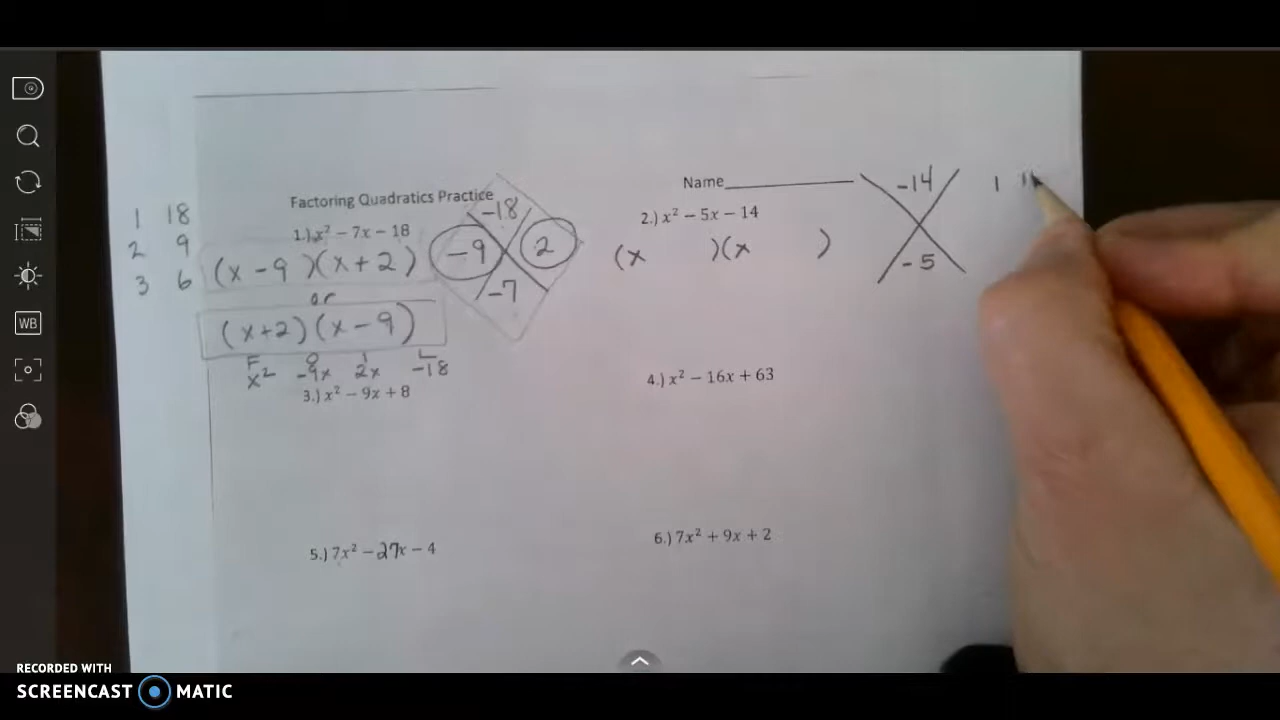 Factoring Quadratics Practice
Name
1.) x² − 7x − 18
1 18
2 9
3 6
(x − 9)(x + 2)
or
(x + 2)(x − 9)
F O I L
x² −9x 2x −18
−18
−9 2
−7
2.) x² − 5x − 14
(x )(x )
−14
−5
1
3.) x² − 9x + 8
4.) x² − 16x + 63
5.) 7x² − 27x − 4
6.) 7x² + 9x + 2
WB
RECORDED WITH
SCREENCAST MATIC